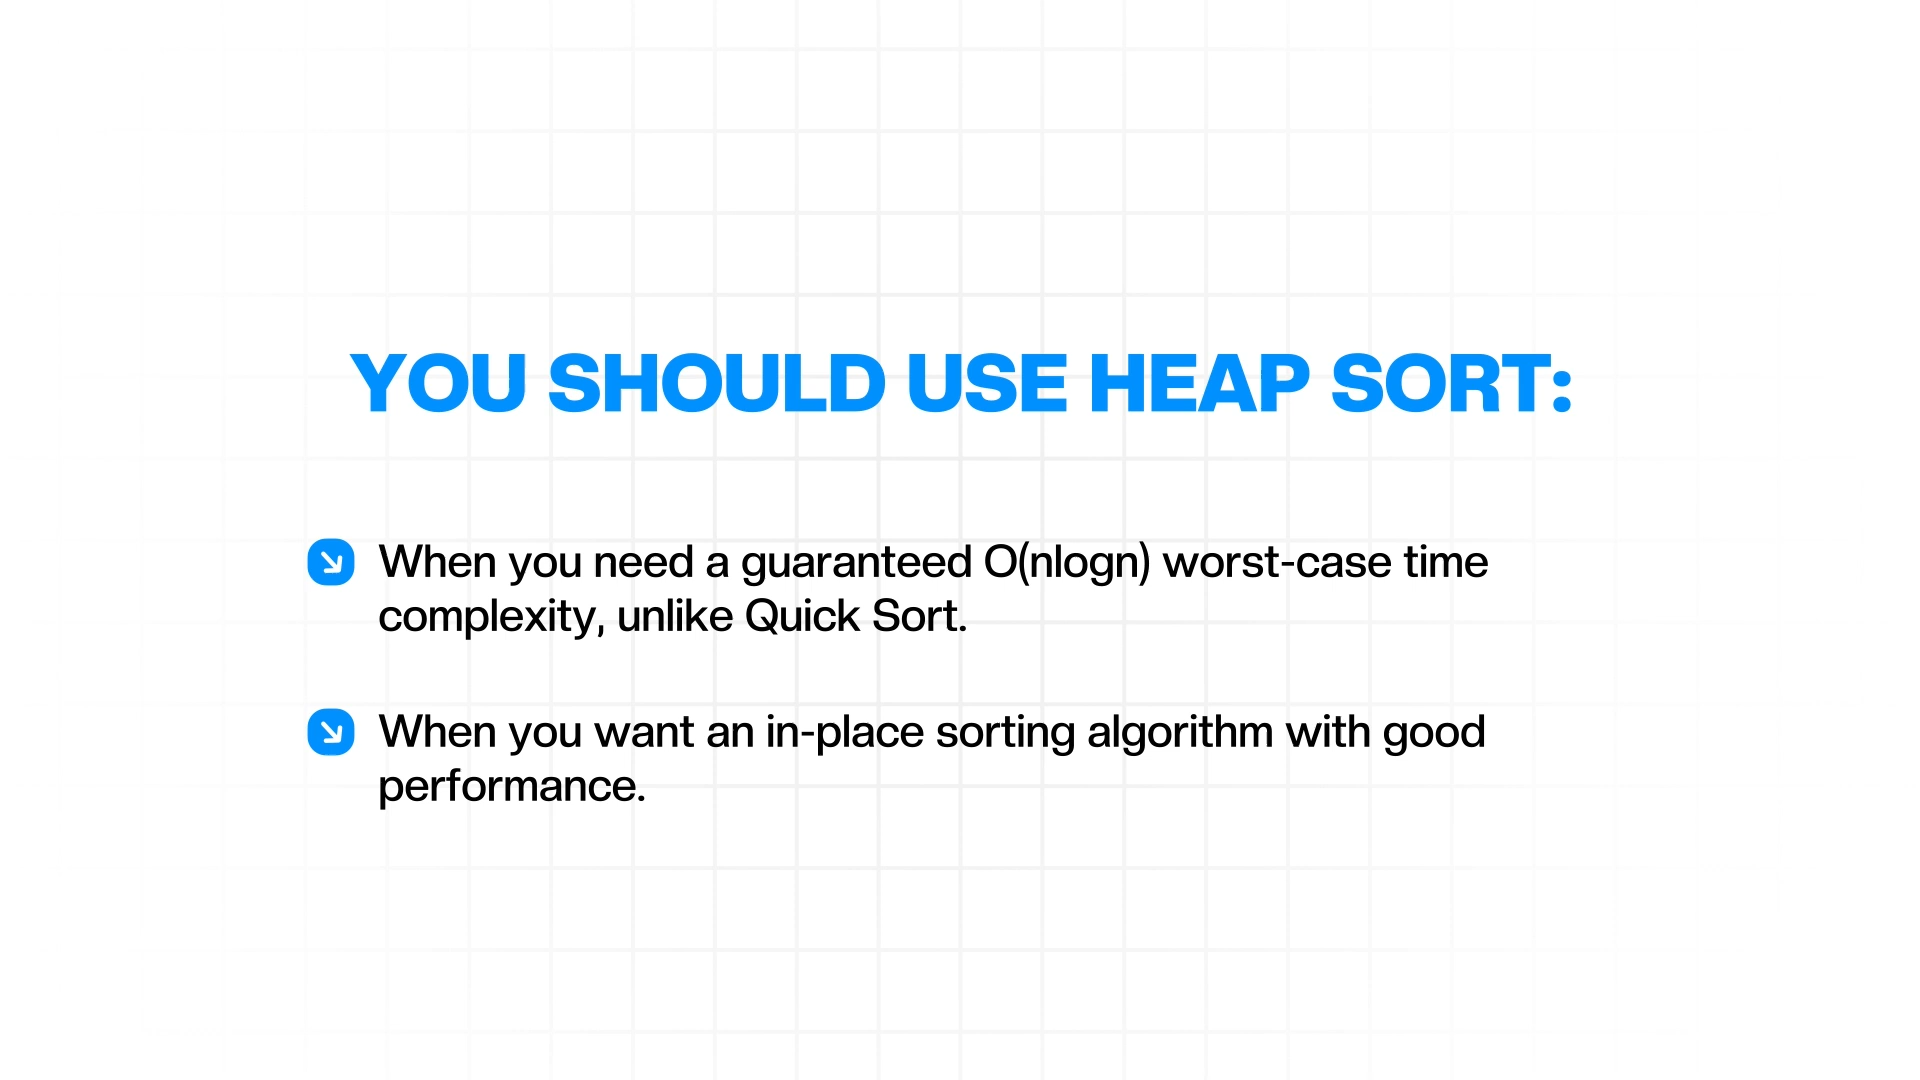 YOU SHOULD USE HEAP SORT:
When you need a guaranteed O(nlogn) worst-case time
complexity, unlike Quick Sort.
When you want an in-place sorting algorithm with good
performance.